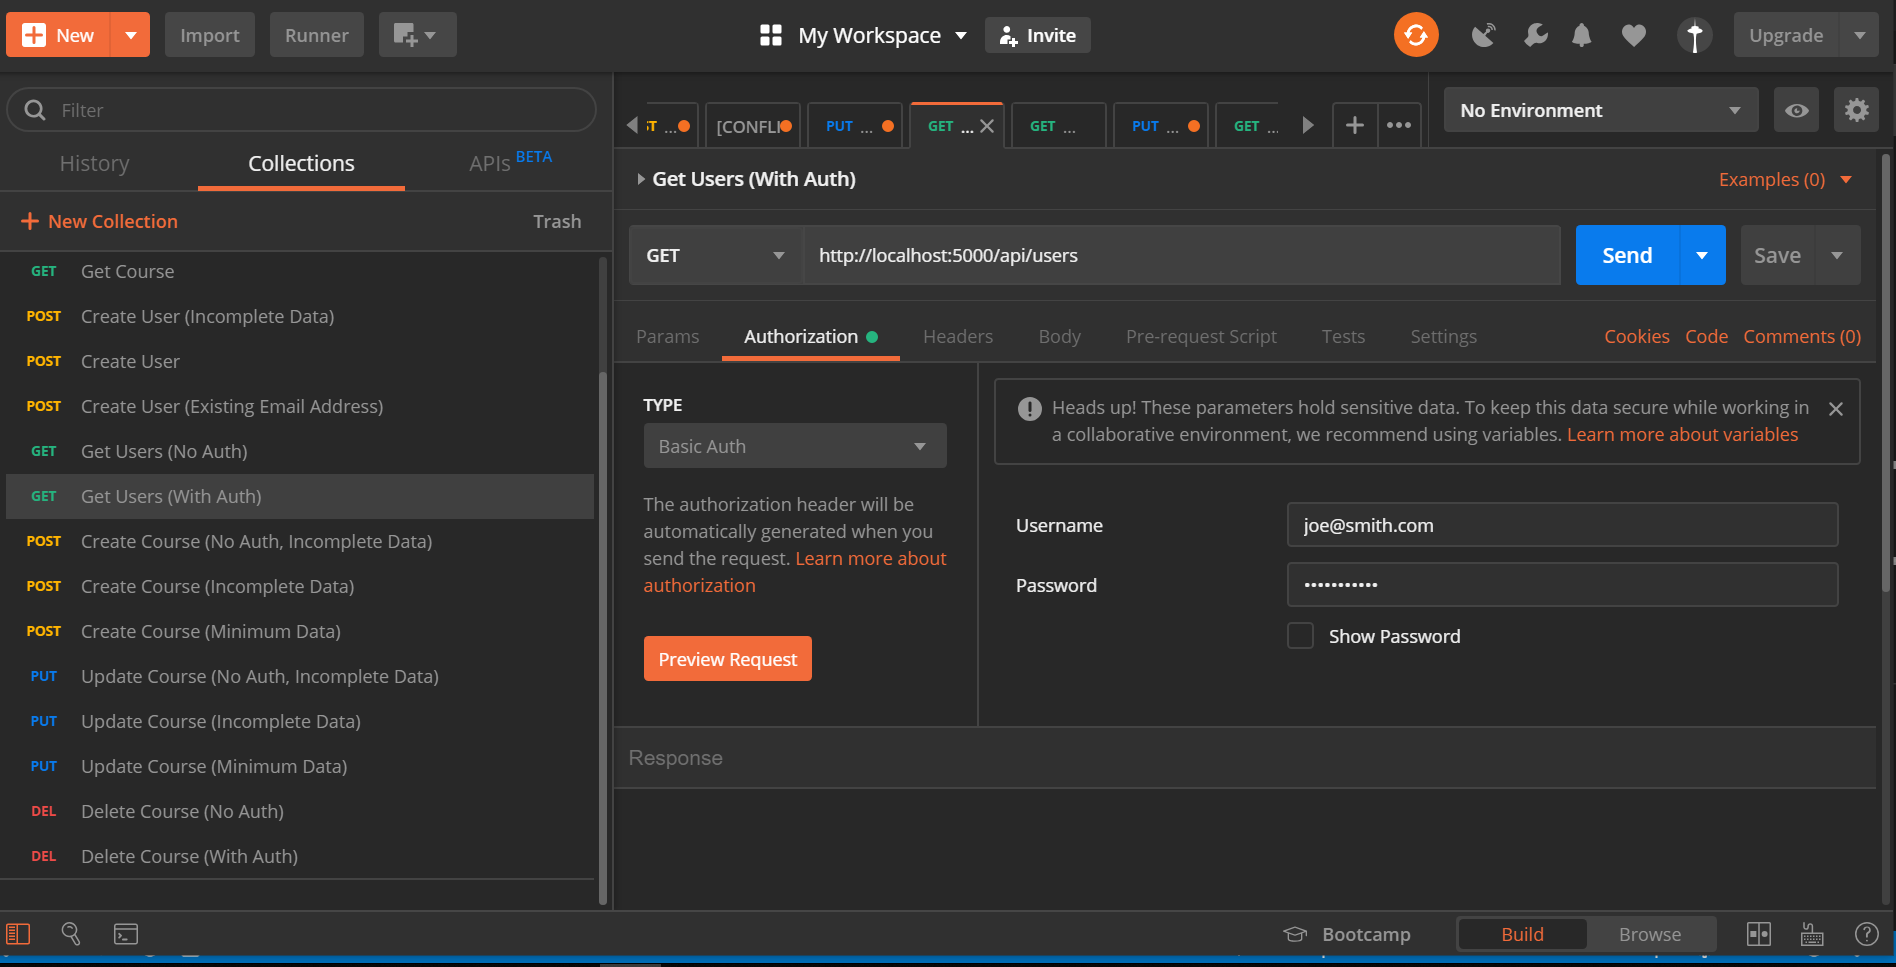 New
Import
Runner
My Workspace
Invite
Upgrade
Filter
History
Collections
APIs BETA
New Collection
Trash
GET Get Course
POST Create User (Incomplete Data)
POST Create User
POST Create User (Existing Email Address)
GET Get Users (No Auth)
GET Get Users (With Auth)
POST Create Course (No Auth, Incomplete Data)
POST Create Course (Incomplete Data)
POST Create Course (Minimum Data)
PUT Update Course (No Auth, Incomplete Data)
PUT Update Course (Incomplete Data)
PUT Update Course (Minimum Data)
DEL Delete Course (No Auth)
DEL Delete Course (With Auth)
ST ...
[CONFLI
PUT ...
GET ...
GET ...
PUT ...
GET ...
No Environment
Get Users (With Auth)
Examples (0)
GET
http://localhost:5000/api/users
Send
Save
Params
Authorization
Headers
Body
Pre-request Script
Tests
Settings
Cookies
Code
Comments (0)
TYPE
Basic Auth
The authorization header will be
automatically generated when you
send the request. Learn more about
authorization
Preview Request
Heads up! These parameters hold sensitive data. To keep this data secure while working in
a collaborative environment, we recommend using variables. Learn more about variables
Username
joe@smith.com
Password
•••••••••••
Show Password
Response
Bootcamp
Build
Browse